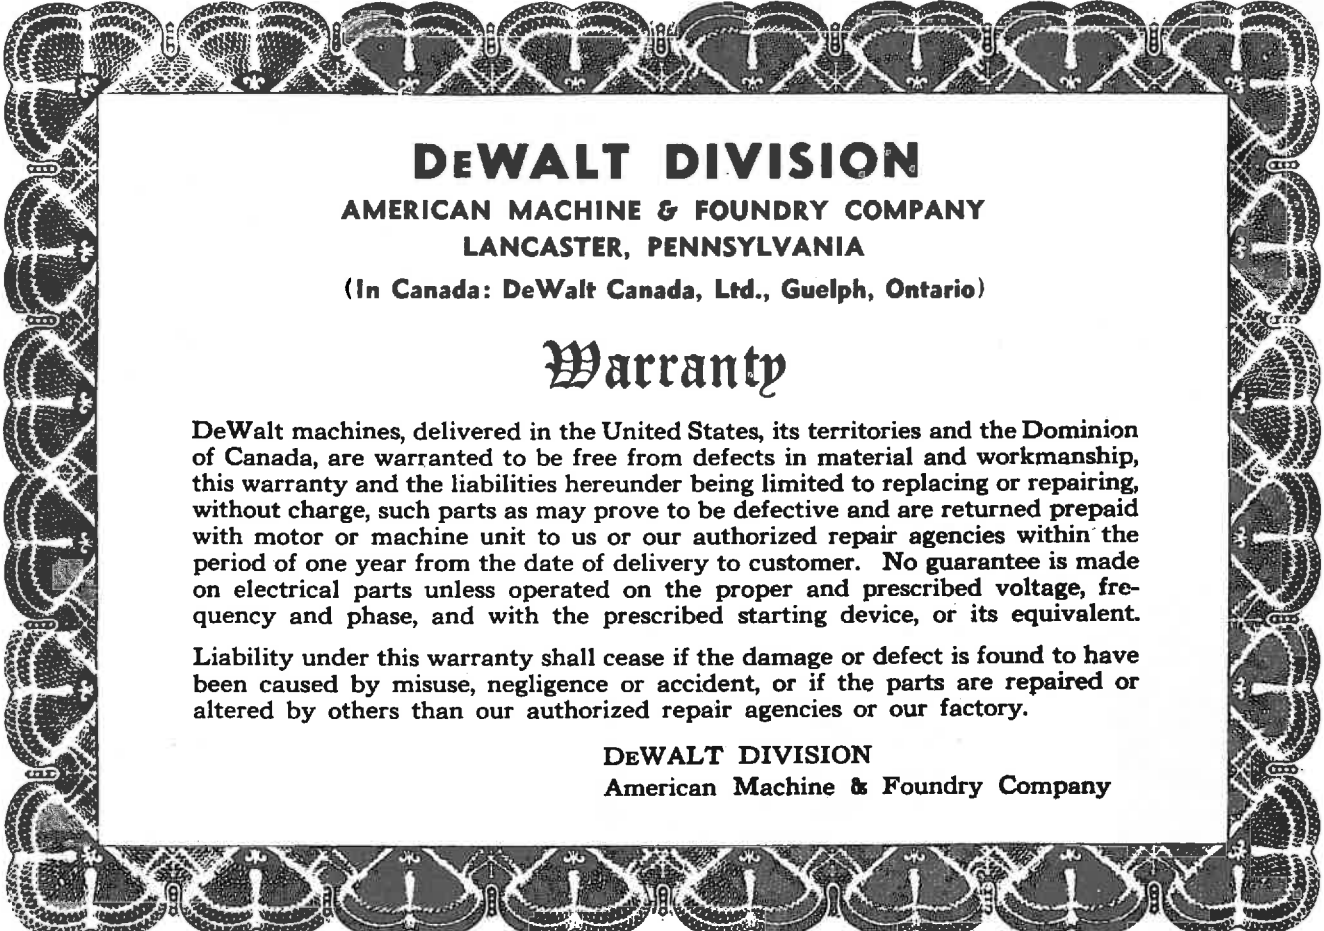 DEWALT DIVISION
AMERICAN MACHINE & FOUNDRY COMPANY
LANCASTER, PENNSYLVANIA
(In Canada: DeWalt Canada, Ltd., Guelph, Ontario)
Warranty
DeWalt machines, delivered in the United States, its territories and the Dominion
of Canada, are warranted to be free from defects in material and workmanship,
this warranty and the liabilities hereunder being limited to replacing or repairing,
without charge, such parts as may prove to be defective and are returned prepaid
with motor or machine unit to us or our authorized repair agencies within the
period of one year from the date of delivery to customer. No guarantee is made
on electrical parts unless operated on the proper and prescribed voltage, fre-
quency and phase, and with the prescribed starting device, or its equivalent.
Liability under this warranty shall cease if the damage or defect is found to have
been caused by misuse, negligence or accident, or if the parts are repaired or
altered by others than our authorized repair agencies or our factory.
DEWALT DIVISION
American Machine & Foundry Company